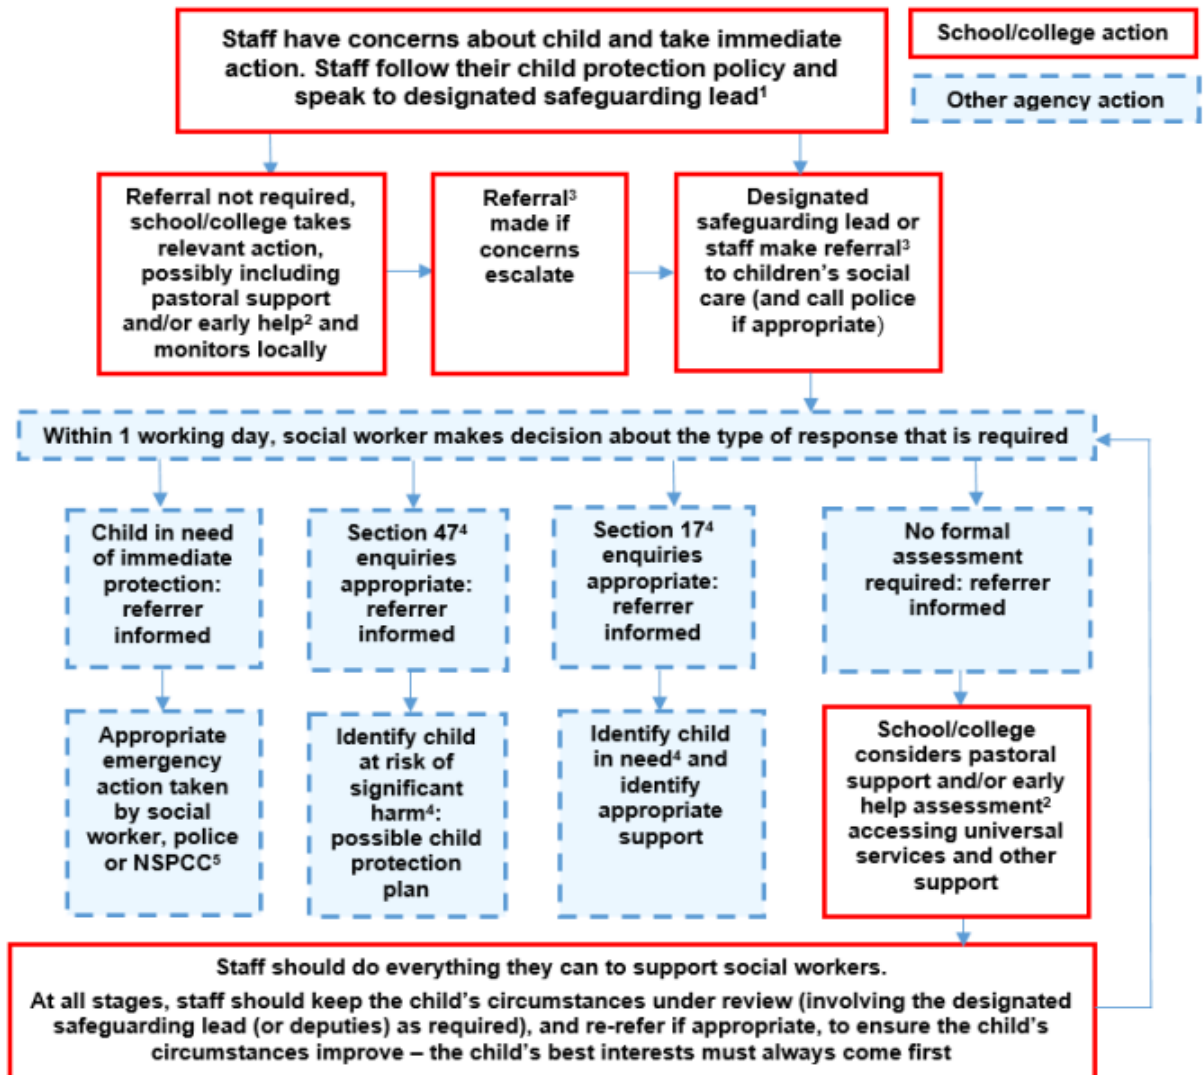 Staff have concerns about child and take immediate
action. Staff follow their child protection policy and
speak to designated safeguarding lead¹
School/college action
Other agency action
Referral not required,
school/college takes
relevant action,
possibly including
pastoral support
and/or early help² and
monitors locally
Referral³
made if
concerns
escalate
Designated
safeguarding lead or
staff make referral³
to children’s social
care (and call police
if appropriate)
Within 1 working day, social worker makes decision about the type of response that is required
Child in need
of immediate
protection:
referrer
informed
Section 47⁴
enquiries
appropriate:
referrer
informed
Section 17⁴
enquiries
appropriate:
referrer
informed
No formal
assessment
required: referrer
informed
Appropriate
emergency
action taken
by social
worker, police
or NSPCC⁵
Identify child
at risk of
significant
harm⁴:
possible child
protection
plan
Identify child
in need⁴ and
identify
appropriate
support
School/college
considers pastoral
support and/or early
help assessment²
accessing universal
services and other
support
Staff should do everything they can to support social workers.
At all stages, staff should keep the child’s circumstances under review (involving the designated
safeguarding lead (or deputies) as required), and re-refer if appropriate, to ensure the child’s
circumstances improve – the child’s best interests must always come first